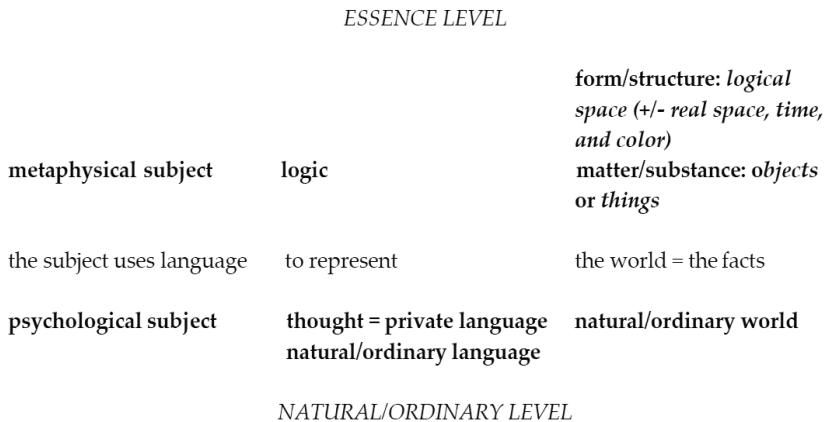 ESSENCE LEVEL
form/structure: logical
space (+/- real space, time,
and color)
metaphysical subject logic matter/substance: objects
or things
the subject uses language to represent the world = the facts
psychological subject thought = private language natural/ordinary world
natural/ordinary language
NATURAL/ORDINARY LEVEL